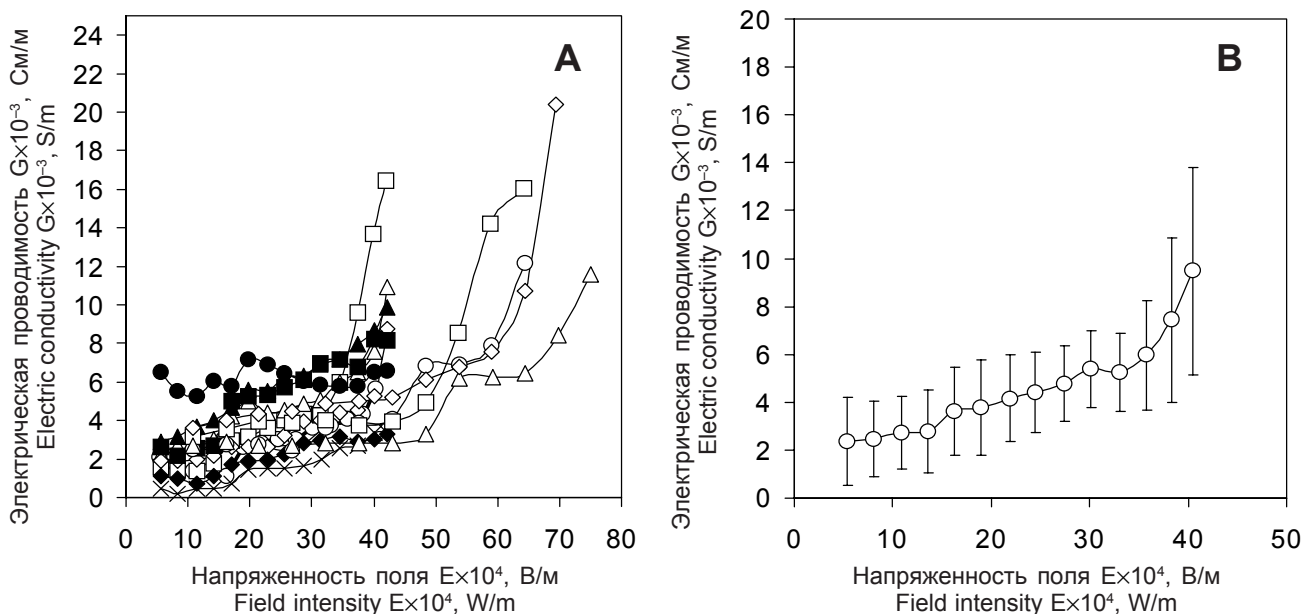 Электрическая проводимость G×10⁻³, См/м
Electric conductivity G×10⁻³, S/m
24
22
20
18
16
14
12
10
8
6
4
2
0
A
0 10 20 30 40 50 60 70 80
Напряженность поля E×10⁴, В/м
Field intensity E×10⁴, W/m
Электрическая проводимость G×10⁻³, См/м
Electric conductivity G×10⁻³, S/m
20
18
16
14
12
10
8
6
4
2
0
B
0 10 20 30 40 50
Напряженность поля E×10⁴, В/м
Field intensity E×10⁴, W/m